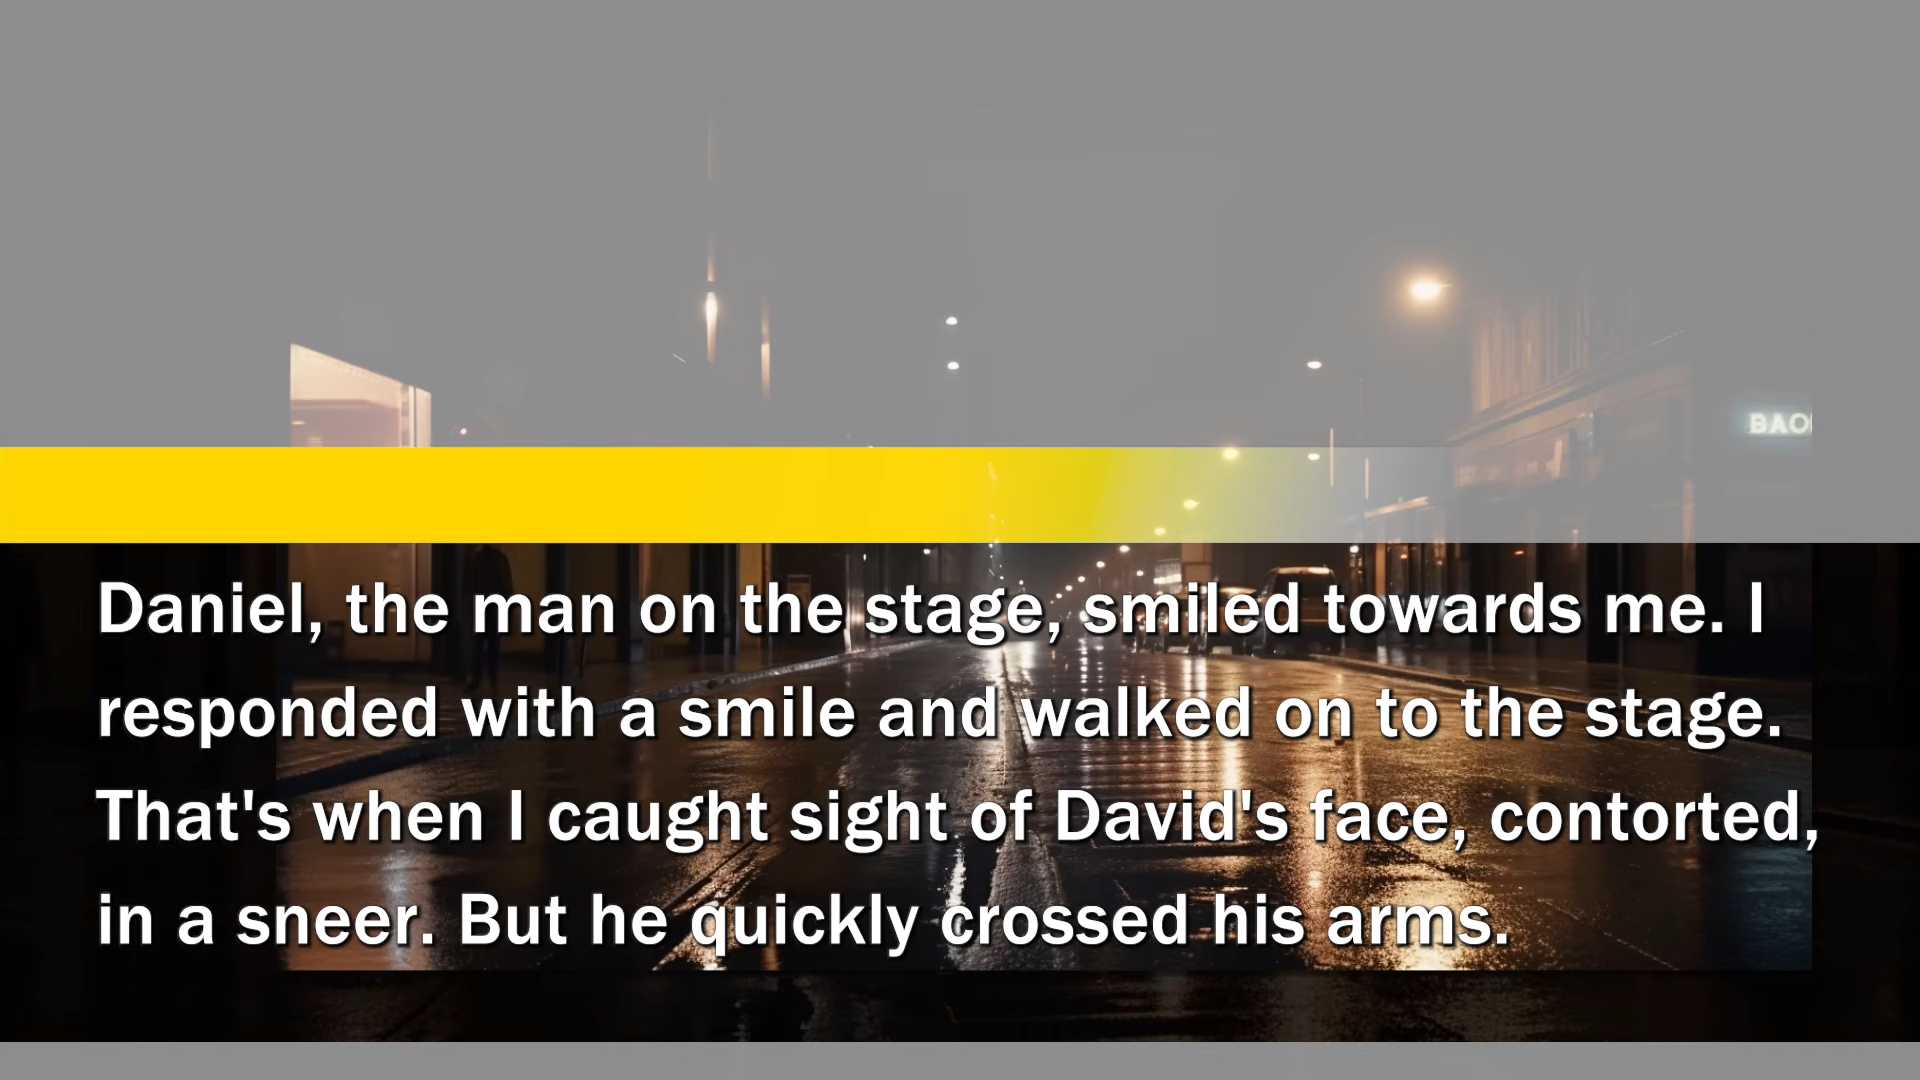 BAO
Daniel, the man on the stage, smiled towards me. I
responded with a smile and walked on to the stage.
That's when I caught sight of David's face, contorted,
in a sneer. But he quickly crossed his arms.